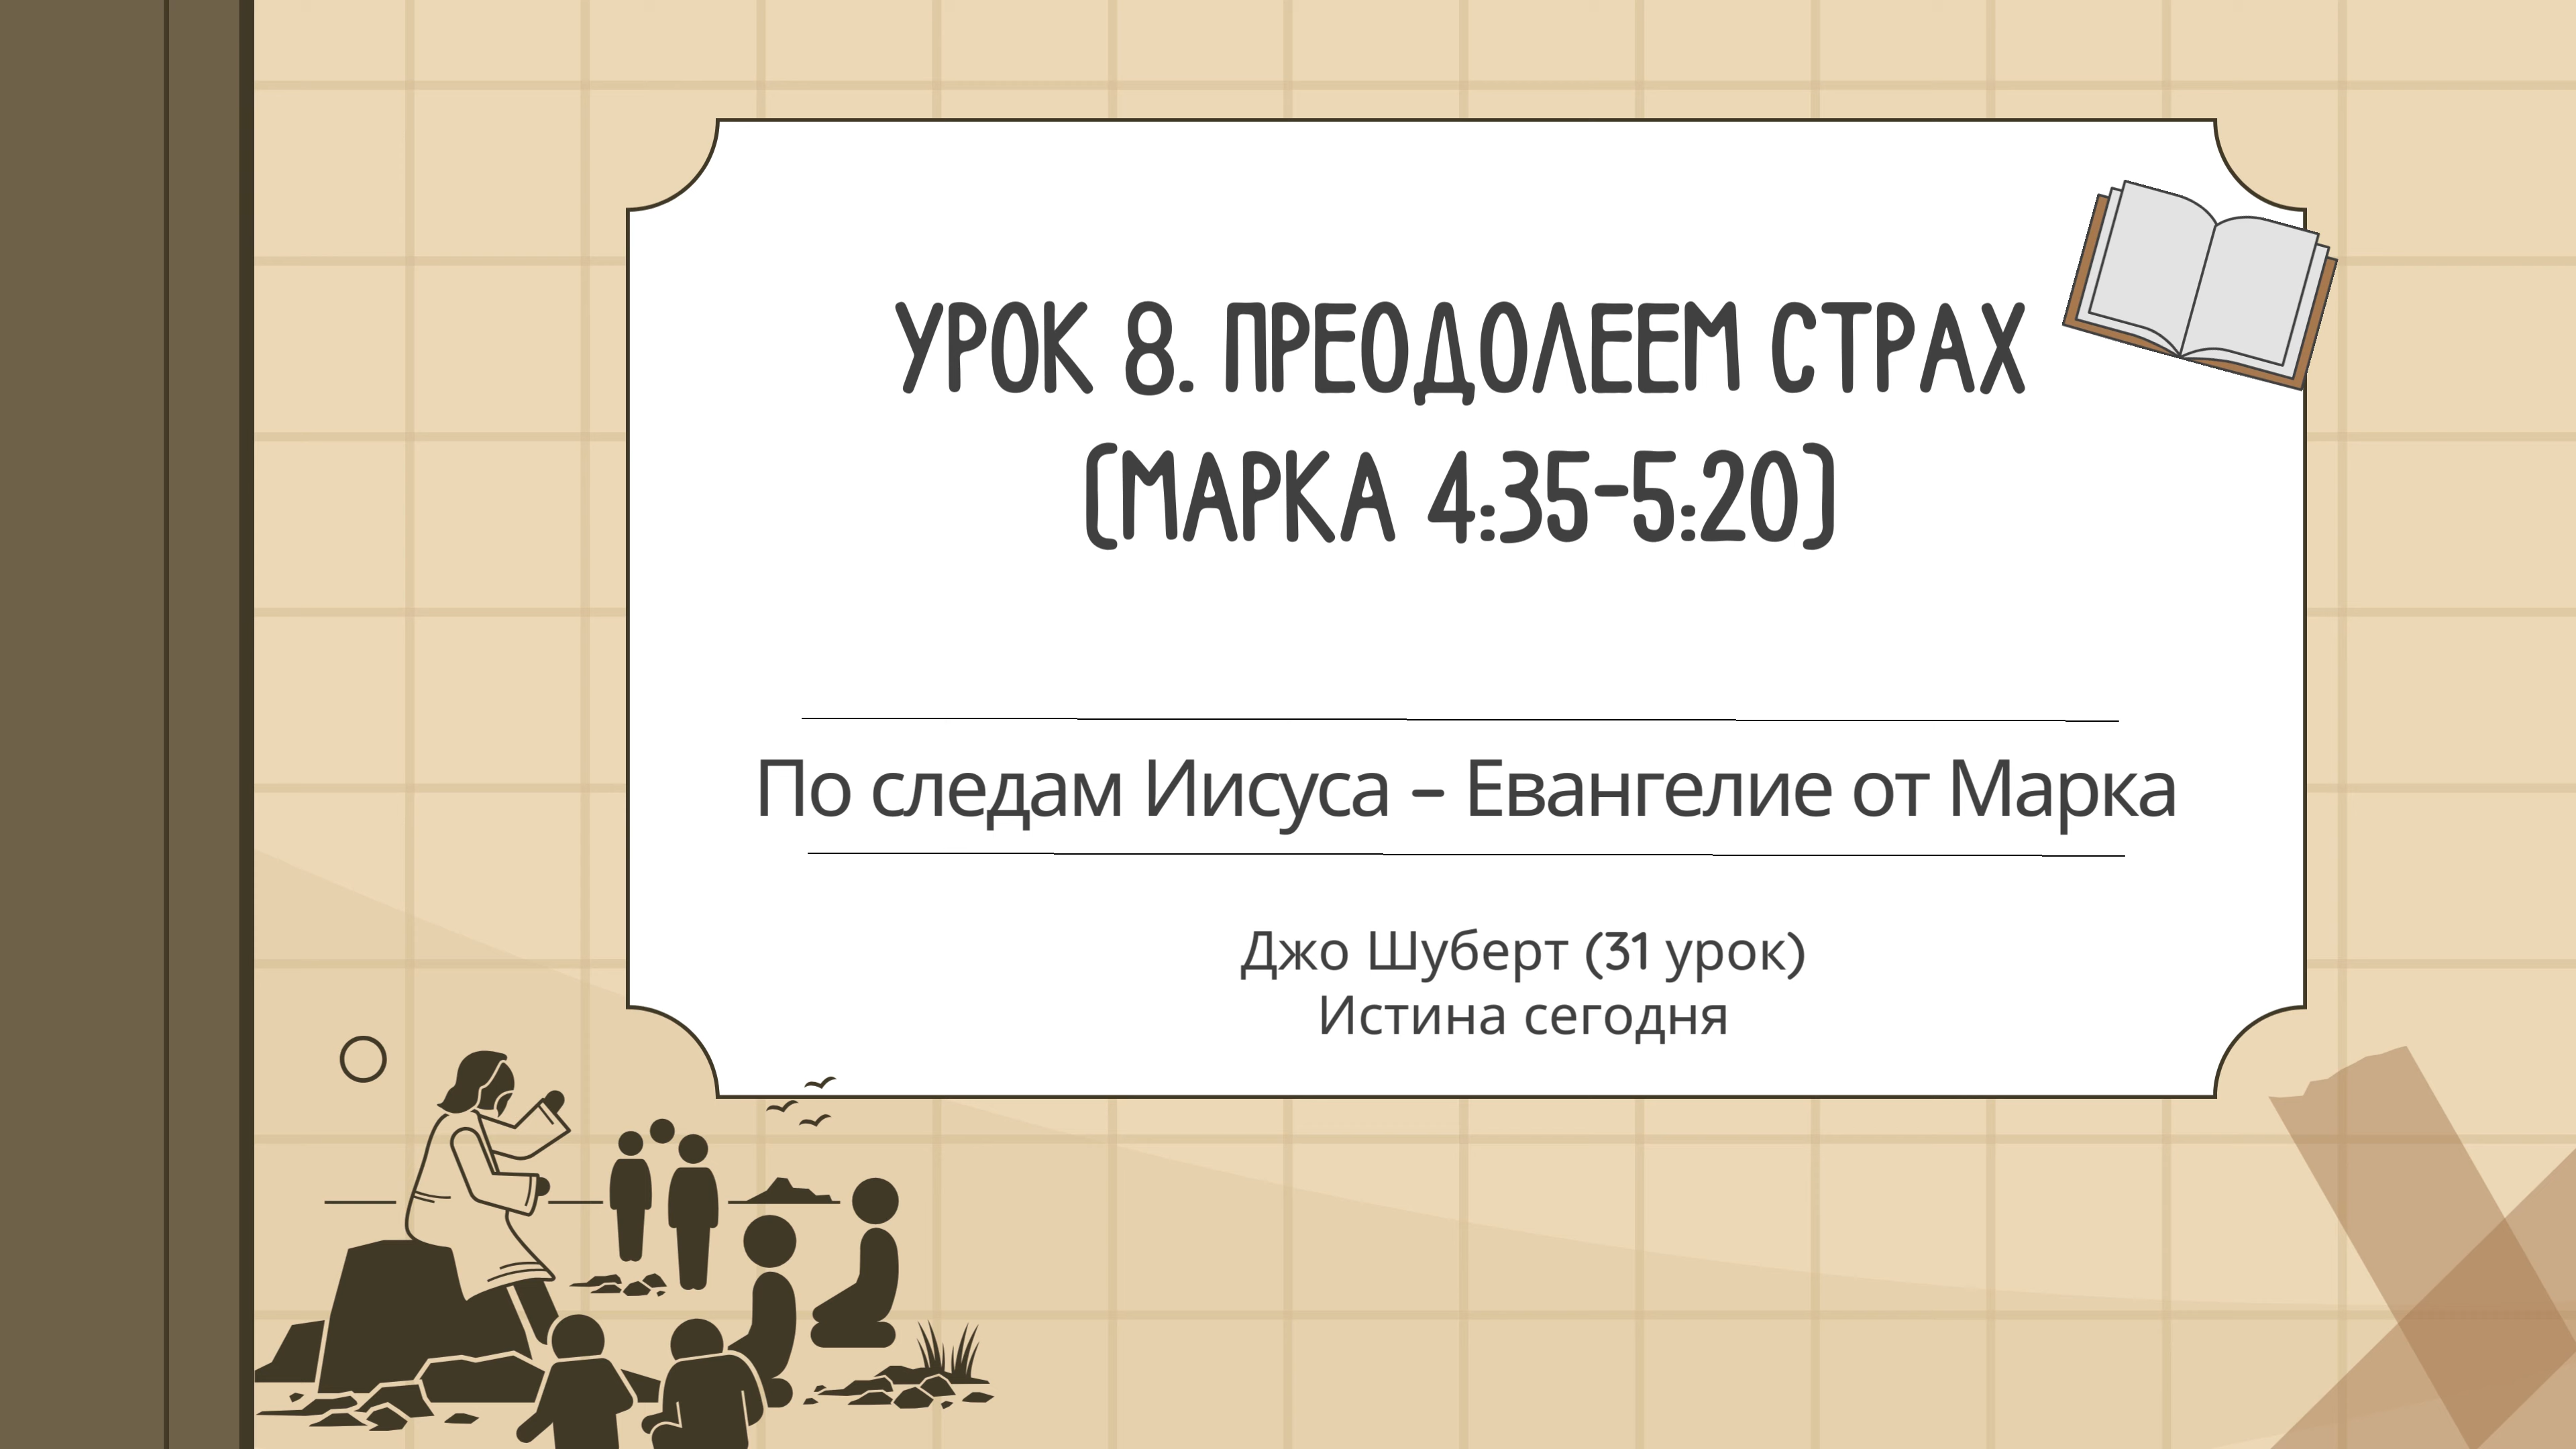 УРОК 8. ПРЕОДОЛЕЕМ СТРАХ
(МАРКА 4:35-5:20)
По следам Иисуса – Евангелие от Марка
Джо Шуберт (31 урок)
Истина сегодня